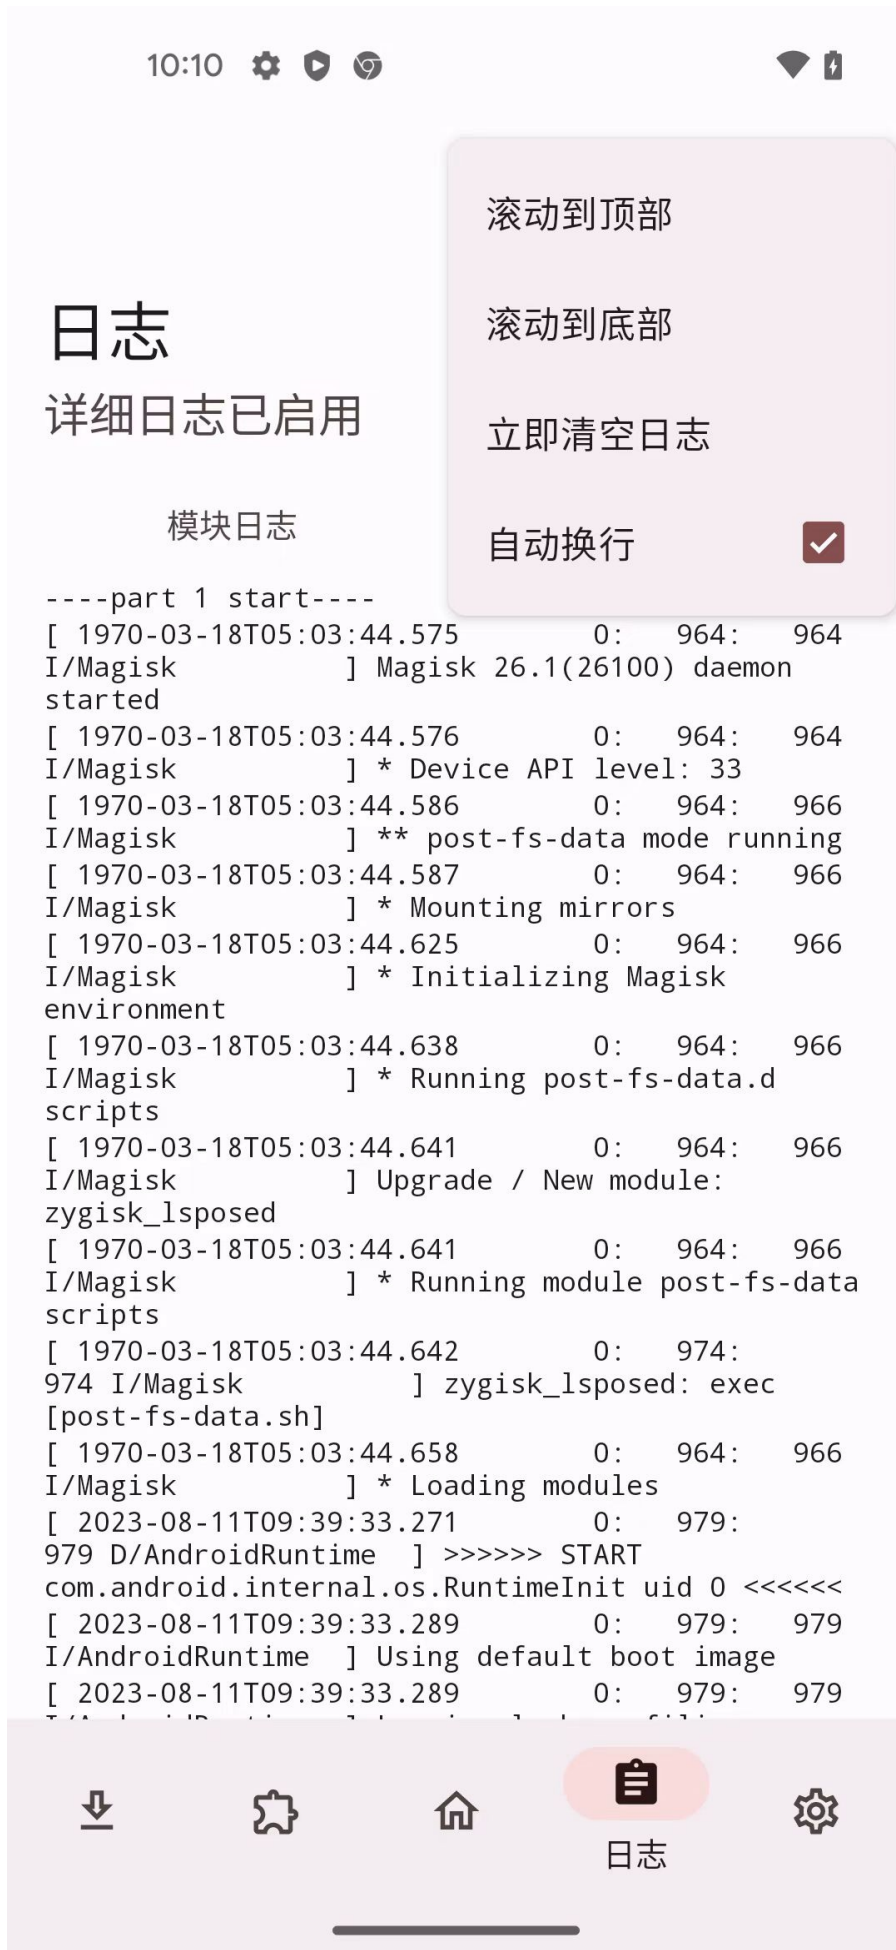 10:10
滚动到顶部
滚动到底部
立即清空日志
自动换行
日志
详细日志已启用
模块日志
----part 1 start----
[ 1970-03-18T05:03:44.575        0:   964:   964
I/Magisk          ] Magisk 26.1(26100) daemon
started
[ 1970-03-18T05:03:44.576        0:   964:   964
I/Magisk          ] * Device API level: 33
[ 1970-03-18T05:03:44.586        0:   964:   966
I/Magisk          ] ** post-fs-data mode running
[ 1970-03-18T05:03:44.587        0:   964:   966
I/Magisk          ] * Mounting mirrors
[ 1970-03-18T05:03:44.625        0:   964:   966
I/Magisk          ] * Initializing Magisk
environment
[ 1970-03-18T05:03:44.638        0:   964:   966
I/Magisk          ] * Running post-fs-data.d
scripts
[ 1970-03-18T05:03:44.641        0:   964:   966
I/Magisk          ] Upgrade / New module:
zygisk_lsposed
[ 1970-03-18T05:03:44.641        0:   964:   966
I/Magisk          ] * Running module post-fs-data
scripts
[ 1970-03-18T05:03:44.642        0:   974:
974 I/Magisk          ] zygisk_lsposed: exec
[post-fs-data.sh]
[ 1970-03-18T05:03:44.658        0:   964:   966
I/Magisk          ] * Loading modules
[ 2023-08-11T09:39:33.271        0:   979:
979 D/AndroidRuntime  ] >>>>>> START
com.android.internal.os.RuntimeInit uid 0 <<<<<<
[ 2023-08-11T09:39:33.289        0:   979:   979
I/AndroidRuntime  ] Using default boot image
[ 2023-08-11T09:39:33.289        0:   979:   979
日志